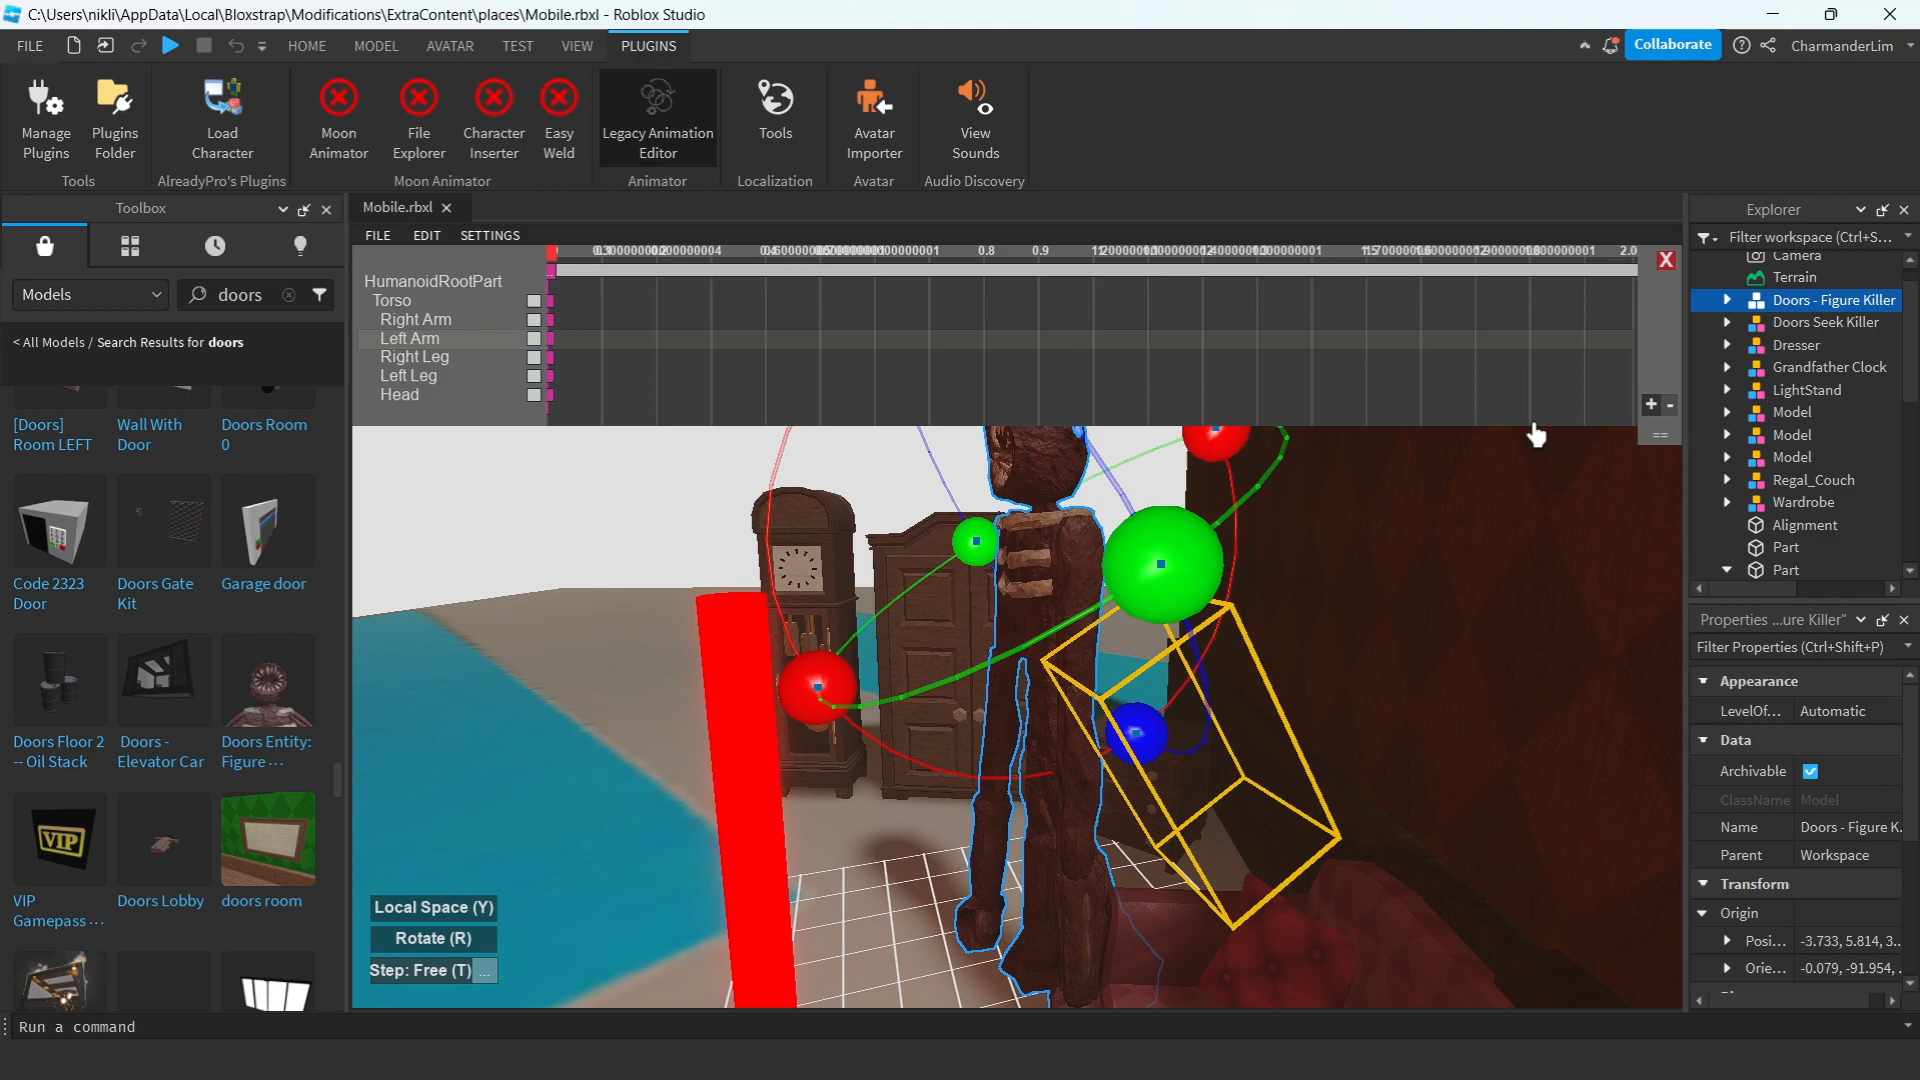 C:\Users\nikli\AppData\Local\Bloxstrap\Modifications\ExtraContent\places\Mobile.rbxl - Roblox Studio
FILE HOME MODEL AVATAR TEST VIEW PLUGINS Collaborate CharmanderLim
Manage Plugins
Plugins Folder
Load Character
Moon Animator
File Explorer
Character Inserter
Easy Weld
Legacy Animation Editor
Tools
Avatar Importer
View Sounds
Tools AlreadyPro's Plugins Moon Animator Animator Localization Avatar Audio Discovery
Toolbox
Models
doors
< All Models / Search Results for doors
[Doors] Room LEFT
Wall With Door
Doors Room 0
Code 2323 Door
Doors Gate Kit
Garage door
Doors Floor 2 -- Oil Stack
Doors - Elevator Car
Doors Entity: Figure ...
VIP
VIP Gamepass ...
Doors Lobby
doors room
Mobile.rbxl
FILE EDIT SETTINGS
0.8 0.9
2.0
X
HumanoidRootPart
Torso
Right Arm
Left Arm
Right Leg
Left Leg
Head
+ -
==
Local Space (Y)
Rotate (R)
Step: Free (T) ...
Explorer
Filter workspace (Ctrl+S...
Camera
Terrain
Doors - Figure Killer
Doors Seek Killer
Dresser
Grandfather Clock
LightStand
Model
Model
Model
Regal_Couch
Wardrobe
Alignment
Part
Part
Properties ...ure Killer"
Filter Properties (Ctrl+Shift+P)
Appearance
LevelOf... Automatic
Data
Archivable
ClassName Model
Name Doors - Figure K.
Parent Workspace
Transform
Origin
Posi... -3.733, 5.814, 3..
Orie... -0.079, -91.954, .
Run a command